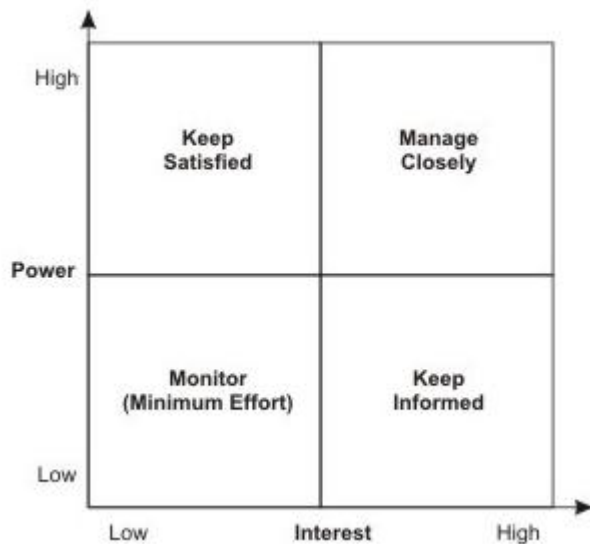 High
Keep
Satisfied
Manage
Closely
Power
Monitor
(Minimum Effort)
Keep
Informed
Low
Low
Interest
High